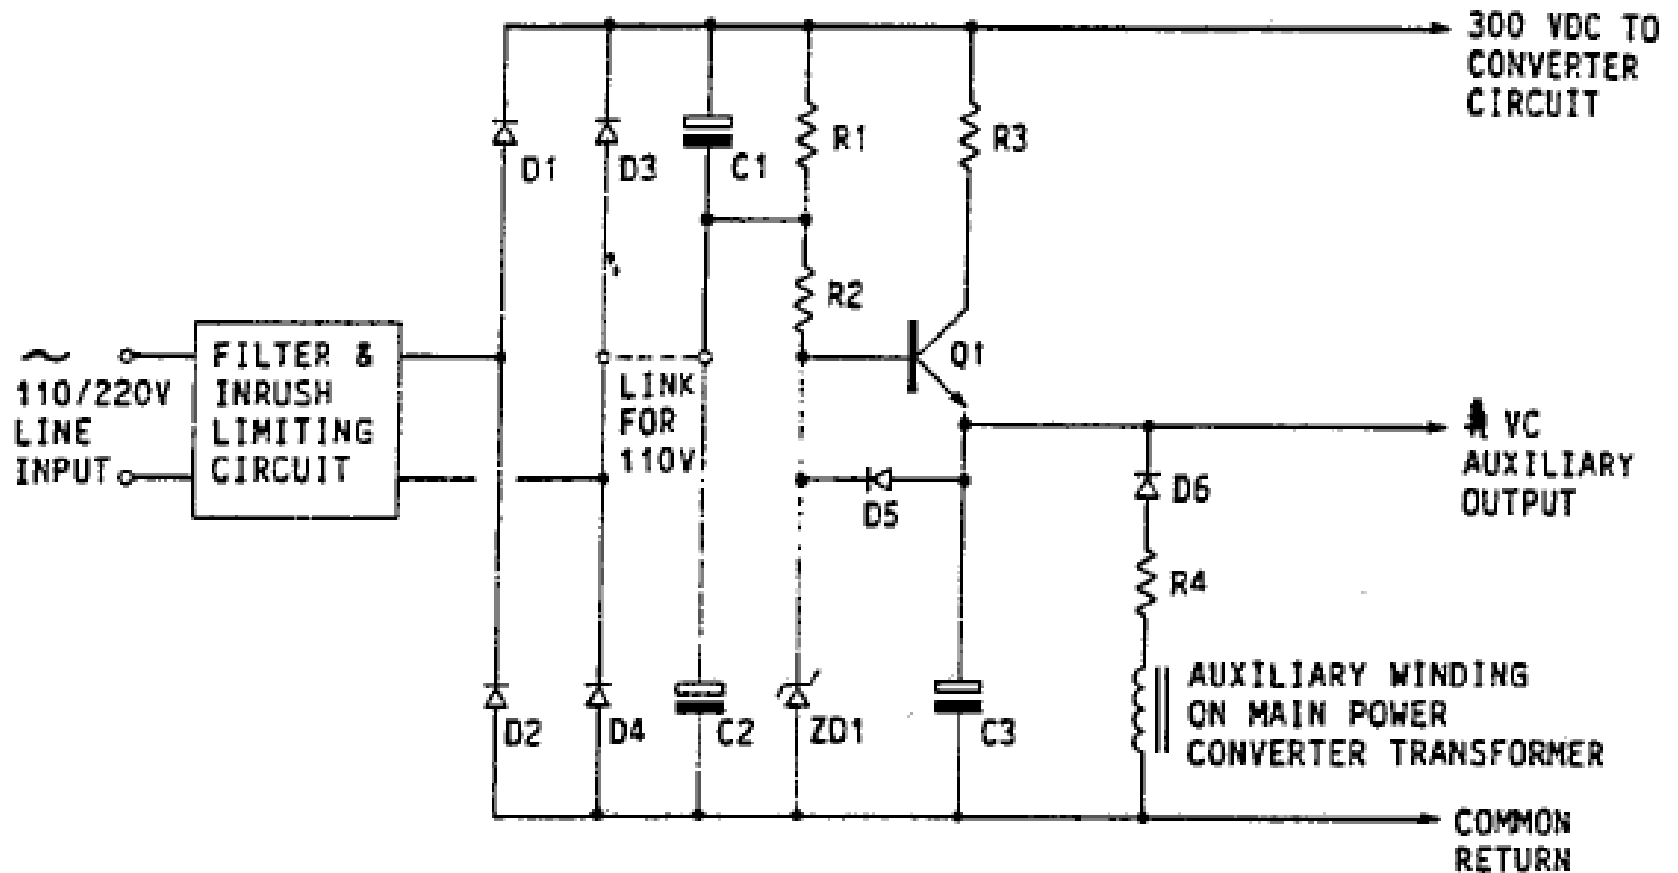 300 VDC TO
CONVERTER
CIRCUIT
D1
D3
C1
R1
R3
R2
Q1
~
110/220V
LINE
INPUT
FILTER &
INRUSH
LIMITING
CIRCUIT
LINK
FOR
110V
VC
AUXILIARY
OUTPUT
D5
D6
R4
D2
D4
C2
ZD1
C3
AUXILIARY WINDING
ON MAIN POWER
CONVERTER TRANSFORMER
COMMON
RETURN